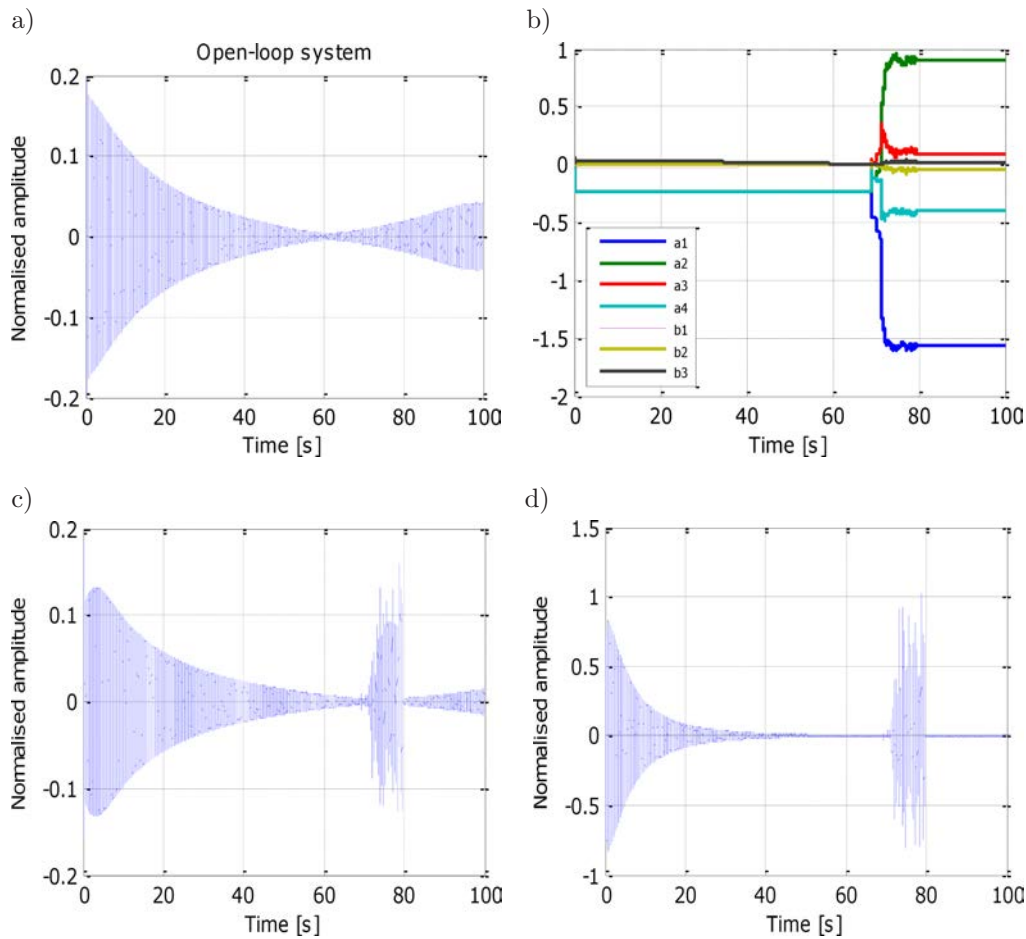 a)
Open-loop system
Normalised amplitude
0.2
0.1
0
-0.1
-0.2
0 20 40 60 80 100
Time [s]
b)
1
0.5
0
-0.5
-1
-1.5
-2
a1
a2
a3
a4
b1
b2
b3
0 20 40 60 80 100
Time [s]
c)
Normalised amplitude
0.2
0.1
0
-0.1
-0.2
0 20 40 60 80 100
Time [s]
d)
Normalised amplitude
1.5
1
0.5
0
-0.5
-1
0 20 40 60 80 100
Time [s]